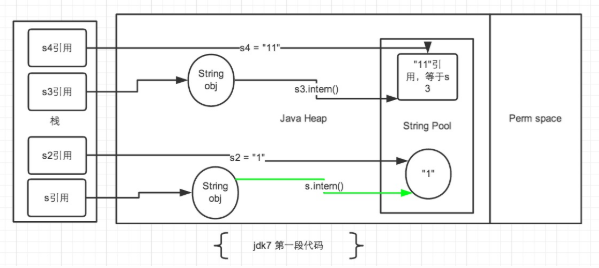 s4引用
s4 = "11"
"11"引
用，等于s
3
s3引用
String
obj
s3.intern()
栈
Java Heap
String Pool
Perm space
s2引用
s2 = "1"
"1"
s引用
String
obj
s.intern()
jdk7 第一段代码